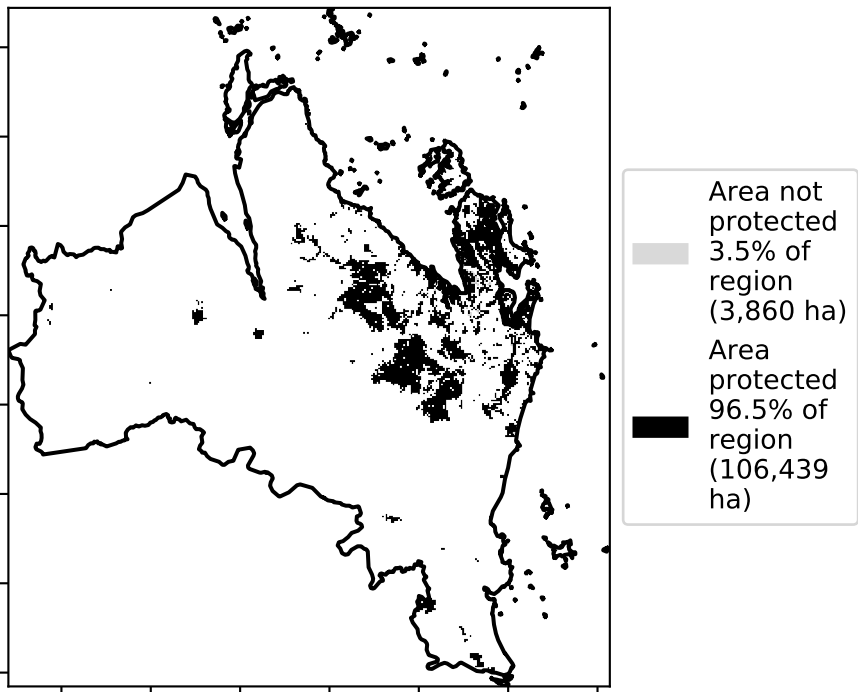 Area not
protected
3.5% of
region
(3,860 ha)
Area
protected
96.5% of
region
(106,439
ha)